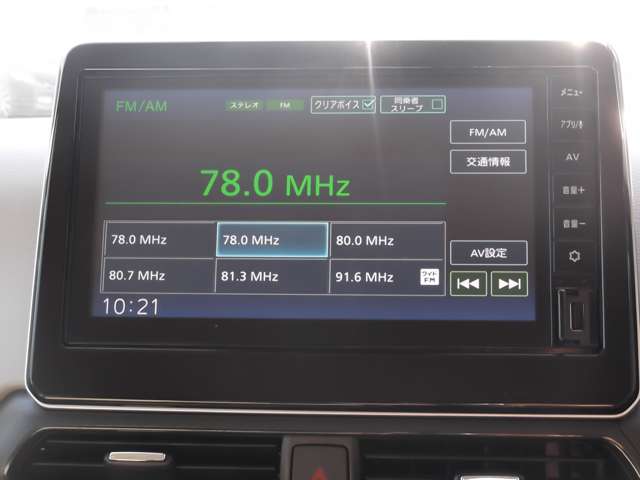 FM/AM ステレオ FM クリアボイス 同乗者スリープ
FM/AM
交通情報
78.0 MHz
78.0 MHz 78.0 MHz 80.0 MHz
80.7 MHz 81.3 MHz 91.6 MHz ワイドFM
AV設定
10:21
メニュー
アプリ/
AV
音量+
音量-